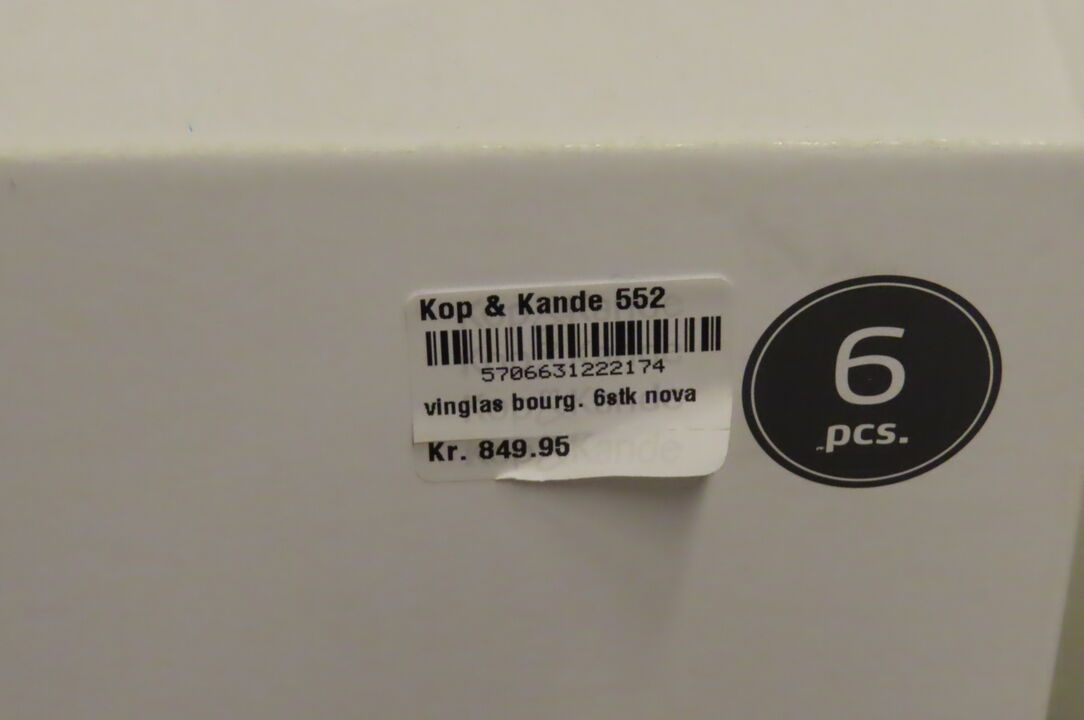 Kop & Kande 552
5706631222174
vinglas bourg. 6stk nova
Kr. 849.95
6
pcs.